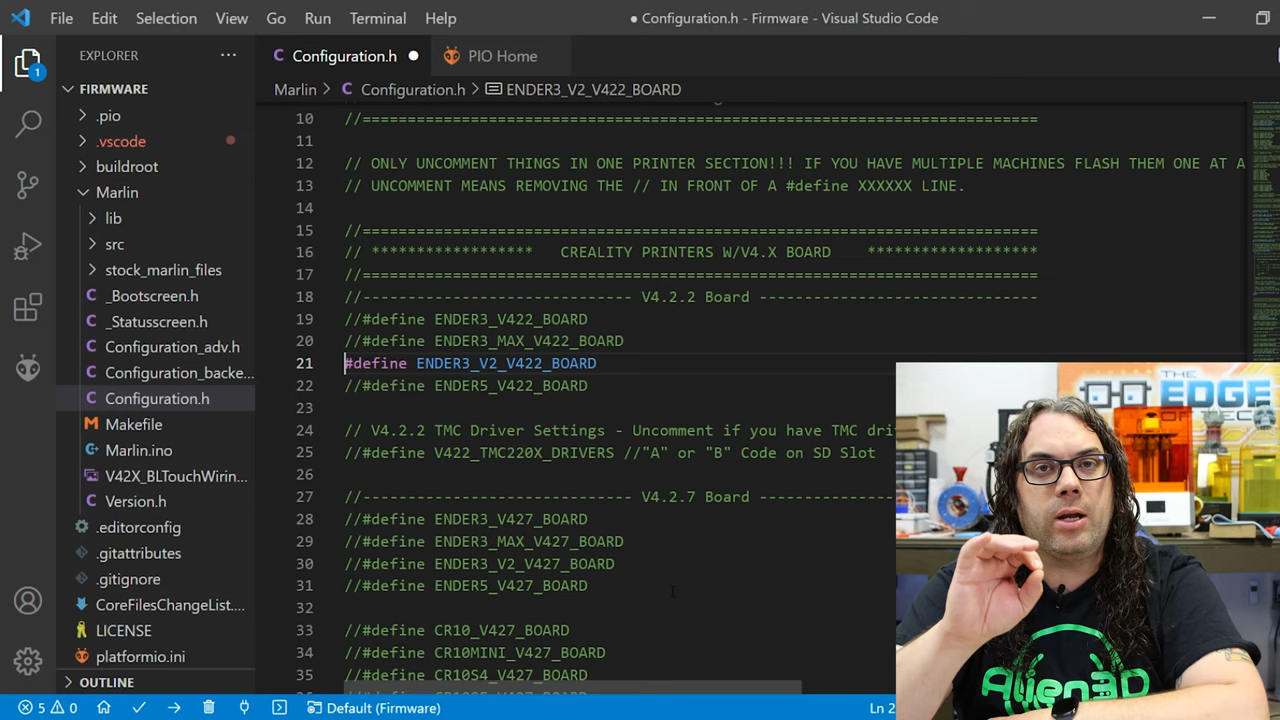 File Edit Selection View Go Run Terminal Help
● Configuration.h - Firmware - Visual Studio Code
EXPLORER ···
Configuration.h ●
PIO Home
1
FIRMWARE
Marlin > Configuration.h > ENDER3_V2_V422_BOARD
.pio
.vscode
buildroot
Marlin
lib
src
stock_marlin_files
_Bootscreen.h
_Statusscreen.h
Configuration_adv.h
Configuration_backe...
Configuration.h
Makefile
Marlin.ino
V42X_BLTouchWirin...
Version.h
.editorconfig
.gitattributes
.gitignore
CoreFilesChangeList....
LICENSE
platformio.ini
OUTLINE
10 //===========================================================================
11
12 // ONLY UNCOMMENT THINGS IN ONE PRINTER SECTION!!! IF YOU HAVE MULTIPLE MACHINES FLASH THEM ONE AT A
13 // UNCOMMENT MEANS REMOVING THE // IN FRONT OF A #define XXXXXX LINE.
14
15 //===========================================================================
16 // ****************** CREALITY PRINTERS W/V4.X BOARD *******************
17 //===========================================================================
18 //------------------------------ V4.2.2 Board -------------------------------
19 //#define ENDER3_V422_BOARD
20 //#define ENDER3_MAX_V422_BOARD
21 #define ENDER3_V2_V422_BOARD
22 //#define ENDER5_V422_BOARD
23
24 // V4.2.2 TMC Driver Settings - Uncomment if you have TMC dri
25 //#define V422_TMC220X_DRIVERS //"A" or "B" Code on SD Slot
26
27 //------------------------------ V4.2.7 Board ---------------
28 //#define ENDER3_V427_BOARD
29 //#define ENDER3_MAX_V427_BOARD
30 //#define ENDER3_V2_V427_BOARD
31 //#define ENDER5_V427_BOARD
32
33 //#define CR10_V427_BOARD
34 //#define CR10MINI_V427_BOARD
35 //#define CR10S4_V427_BOARD
THE
EDGE
Alien3D
5 0
Default (Firmware)
Ln 2